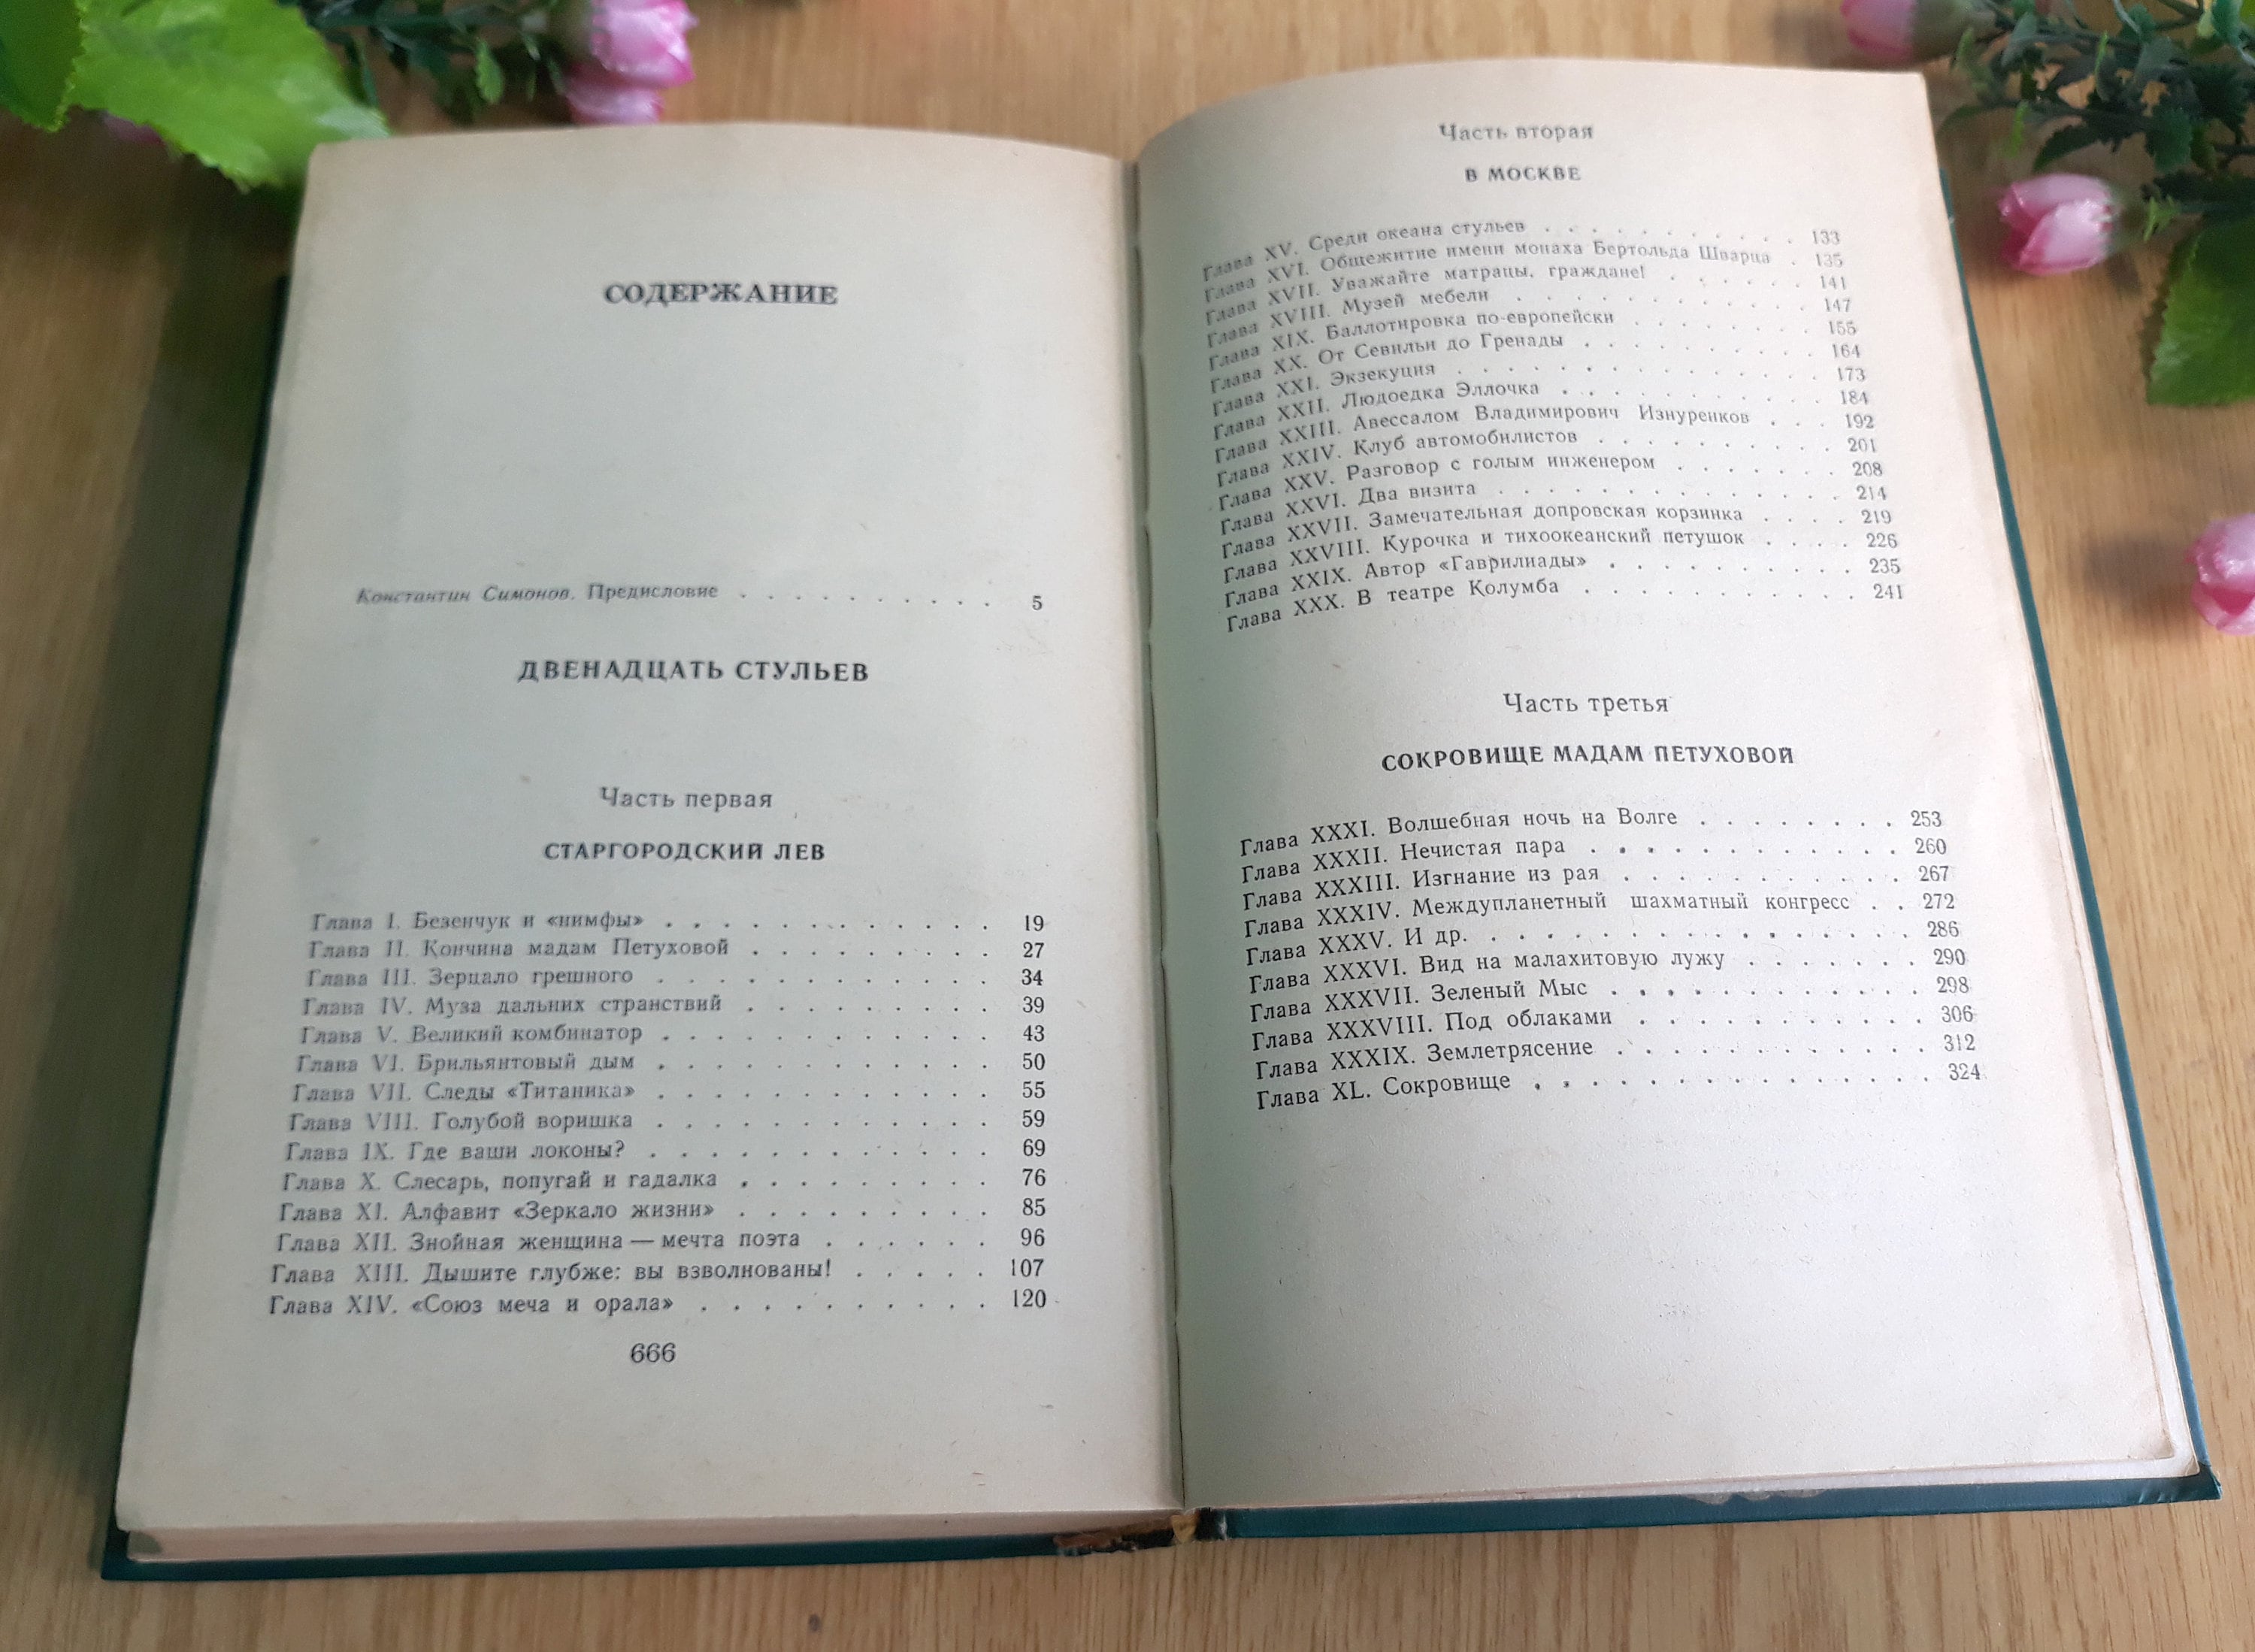 СОДЕРЖАНИЕ
Константин Симонов. Предисловие . . . . . . . . . . 5
ДВЕНАДЦАТЬ СТУЛЬЕВ
Часть первая
СТАРГОРОДСКИЙ ЛЕВ
Глава I. Безенчук и «нимфы» . . . . . . . . . . . . 19
Глава II. Кончина мадам Петуховой . . . . . . . . . 27
Глава III. Зерцало грешного . . . . . . . . . . . . 34
Глава IV. Муза дальних странствий . . . . . . . . . 39
Глава V. Великий комбинатор . . . . . . . . . . . . 43
Глава VI. Брильянтовый дым . . . . . . . . . . . . 50
Глава VII. Следы «Титаника» . . . . . . . . . . . . 55
Глава VIII. Голубой воришка . . . . . . . . . . . . 59
Глава IX. Где ваши локоны? . . . . . . . . . . . . 69
Глава X. Слесарь, попугай и гадалка . . . . . . . . . 76
Глава XI. Алфавит «Зеркало жизни» . . . . . . . . . 85
Глава XII. Знойная женщина — мечта поэта . . . . . . 96
Глава XIII. Дышите глубже: вы взволнованы! . . . . . 107
Глава XIV. «Союз меча и орала» . . . . . . . . . . 120
666
Часть вторая
В МОСКВЕ
Глава XV. Среди океана стульев . . . . . . . . . . . 133
Глава XVI. Общежитие имени монаха Бертольда Шварца . 135
Глава XVII. Уважайте матрацы, граждане! . . . . . . 141
Глава XVIII. Музей мебели . . . . . . . . . . . 147
Глава XIX. Баллотировка по-европейски . . . . . . . 155
Глава XX. От Севильи до Гренады . . . . . . . . . 164
Глава XXI. Экзекуция . . . . . . . . . . . . . 173
Глава XXII. Людоедка Эллочка . . . . . . . . . . 184
Глава XXIII. Авессалом Владимирович Изнуренков . . . 192
Глава XXIV. Клуб автомобилистов . . . . . . . . . 201
Глава XXV. Разговор с голым инженером . . . . . . . 208
Глава XXVI. Два визита . . . . . . . . . . . . 214
Глава XXVII. Замечательная допровская корзинка . . . . 219
Глава XXVIII. Курочка и тихоокеанский петушок . . . . 226
Глава XXIX. Автор «Гаврилиады» . . . . . . . . . 235
Глава XXX. В театре Колумба . . . . . . . . . . 241
Часть третья
СОКРОВИЩЕ МАДАМ ПЕТУХОВОЙ
Глава XXXI. Волшебная ночь на Волге . . . . . . . . 253
Глава XXXII. Нечистая пара . . . . . . . . . . . 260
Глава XXXIII. Изгнание из рая . . . . . . . . . . 267
Глава XXXIV. Междупланетный шахматный конгресс . . 272
Глава XXXV. И др. . . . . . . . . . . . . . . . 286
Глава XXXVI. Вид на малахитовую лужу . . . . . . . 290
Глава XXXVII. Зеленый Мыс . . . . . . . . . . . 298
Глава XXXVIII. Под облаками . . . . . . . . . . 306
Глава XXXIX. Землетрясение . . . . . . . . . . . 312
Глава XL. Сокровище . . . . . . . . . . . . . . 324